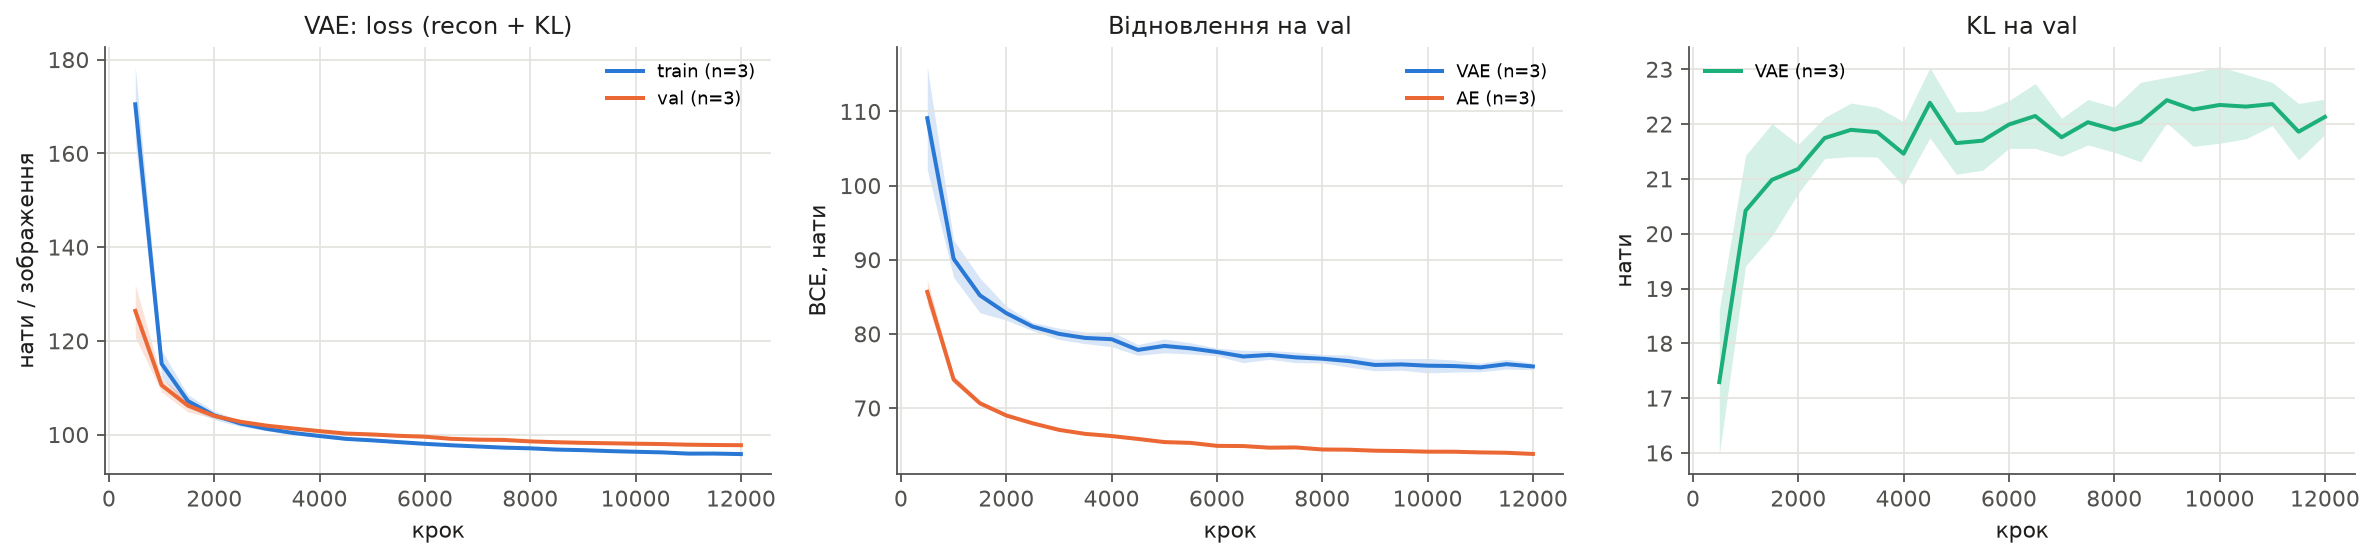 VAE: loss (recon + KL)
180
160
140
120
100
нати / зображення
train (n=3)
val (n=3)
0 2000 4000 6000 8000 10000 12000
крок
Відновлення на val
110
100
90
80
70
BCE, нати
VAE (n=3)
AE (n=3)
0 2000 4000 6000 8000 10000 12000
крок
KL на val
23
22
21
20
19
18
17
16
нати
VAE (n=3)
0 2000 4000 6000 8000 10000 12000
крок